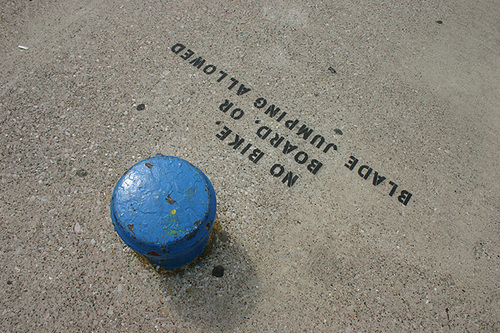 NO BIKE,
BOARD, OR
BLADE JUMPING ALLOWED